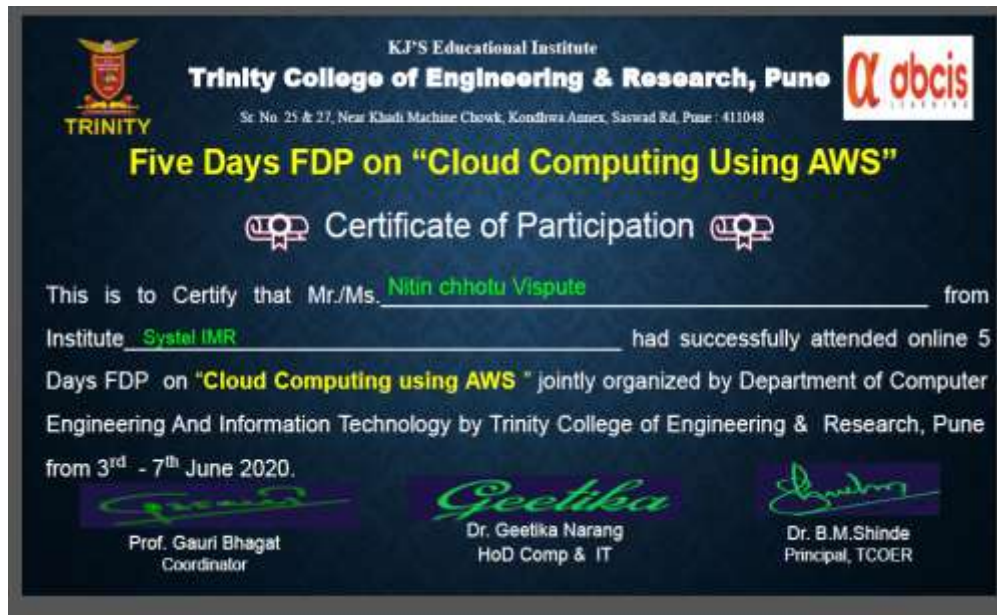 KJ'S Educational Institute
Trinity College of Engineering & Research, Pune
Sr. No. 25 & 27, Near Khadi Machine Chowk, Kondhwa Annex, Saswad Rd, Pune : 411048
TRINITY
α abcis
LEARNING
Five Days FDP on “Cloud Computing Using AWS”
Certificate of Participation
This is to Certify that Mr./Ms. Nitin chhotu Vispute from
Institute Systel IMR had successfully attended online 5
Days FDP on “Cloud Computing using AWS ” jointly organized by Department of Computer
Engineering And Information Technology by Trinity College of Engineering & Research, Pune
from 3rd - 7th June 2020.
Geetika
Prof. Gauri Bhagat
Coordinator
Dr. Geetika Narang
HoD Comp & IT
Dr. B.M.Shinde
Principal, TCOER